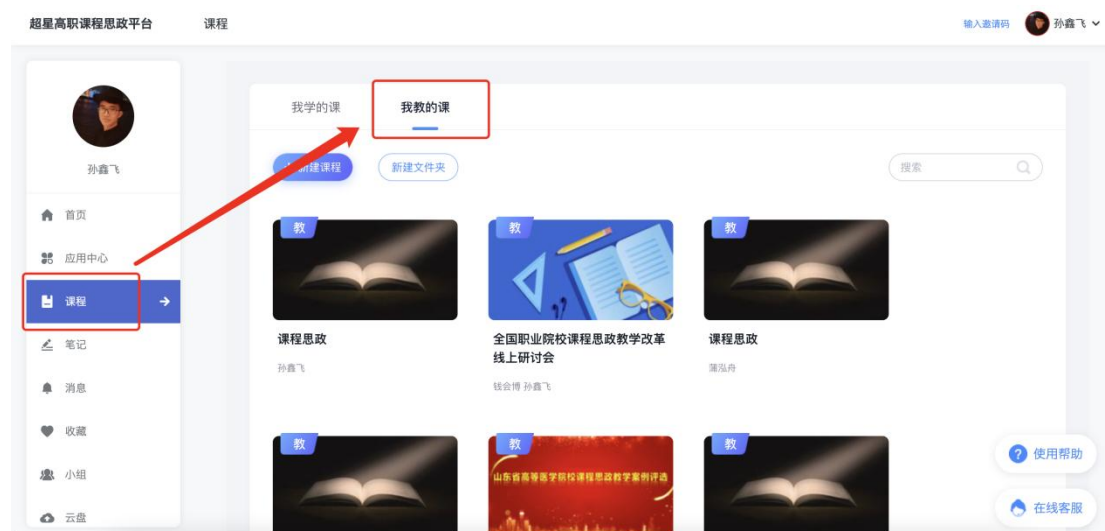 超星高职课程思政平台
课程
输入邀请码
孙鑫飞
孙鑫飞
首页
应用中心
课程
笔记
消息
收藏
小组
云盘
我学的课
我教的课
新建课程
新建文件夹
搜索
教
教
教
课程思政
孙鑫飞
全国职业院校课程思政教学改革
线上研讨会
钱会博 孙鑫飞
课程思政
蒲泓舟
教
教
教
山东省高等医学院校课程思政教学案例评选
使用帮助
在线客服